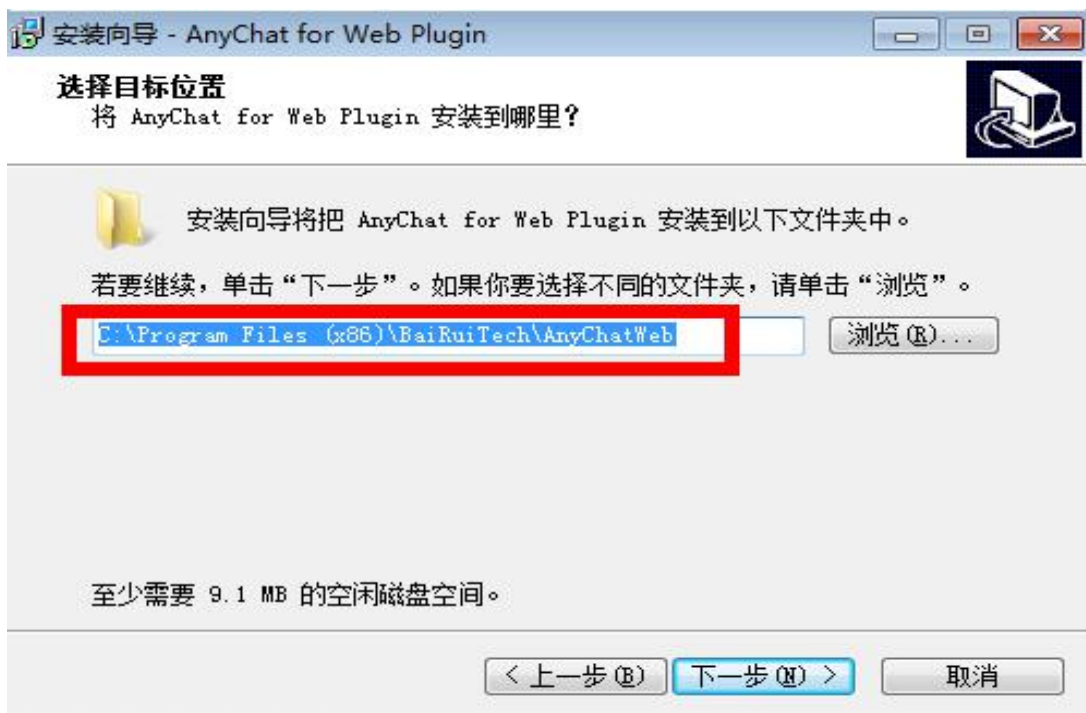 安装向导 - AnyChat for Web Plugin
选择目标位置
将 AnyChat for Web Plugin 安装到哪里?
安装向导将把 AnyChat for Web Plugin 安装到以下文件夹中。
若要继续，单击“下一步”。如果你要选择不同的文件夹，请单击“浏览”。
C:\Program Files (x86)\BaiRuiTech\AnyChatWeb
浏览(R)...
至少需要 9.1 MB 的空闲磁盘空间。
< 上一步(B) 下一步(N) > 取消